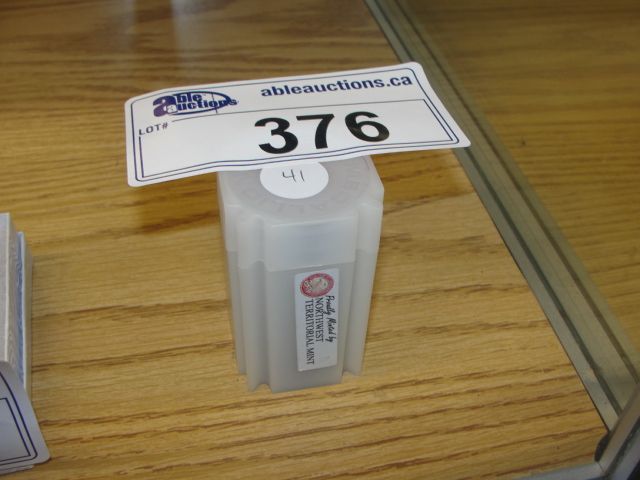 able auctions
ableauctions.ca
LOT# 376
41
Proudly Minted by
NORTHWEST
TERRITORIAL MINT